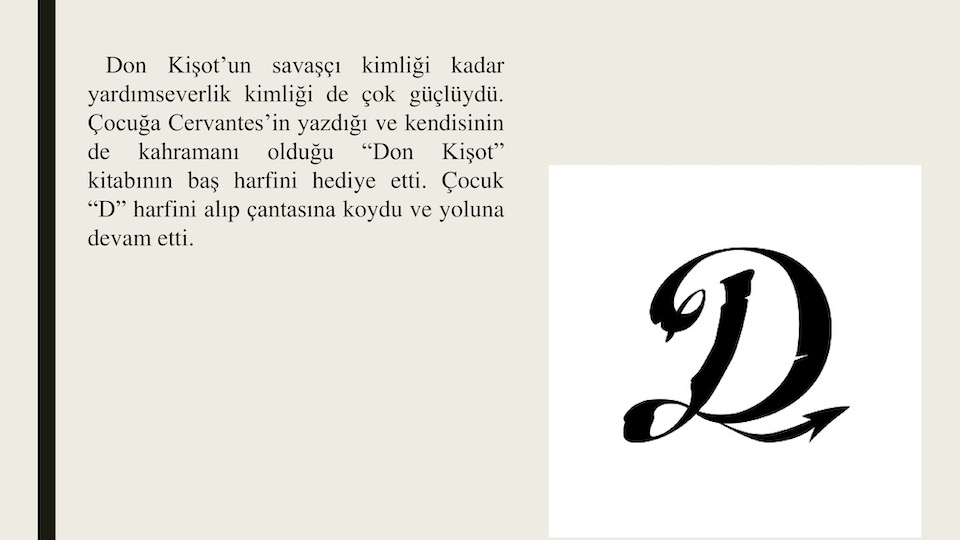 Don Kişot’un savaşçı kimliği kadar
yardımseverlik kimliği de çok güçlüydü.
Çocuğa Cervantes’in yazdığı ve kendisinin
de kahramanı olduğu “Don Kişot”
kitabının baş harfini hediye etti. Çocuk
“D” harfini alıp çantasına koydu ve yoluna
devam etti.
D